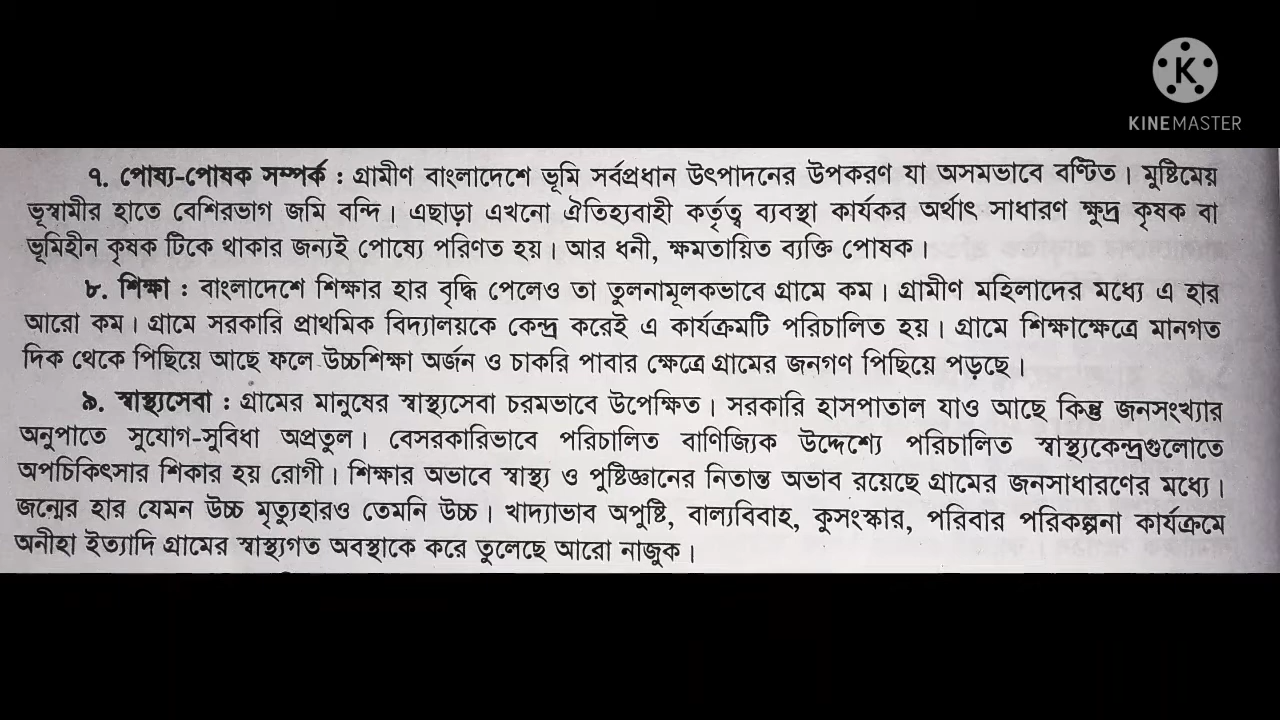 KINEMASTER
৭. পোষ্য-পোষক সম্পর্ক : গ্রামীণ বাংলাদেশে ভূমি সর্বপ্রধান উৎপাদনের উপকরণ যা অসমভাবে বণ্টিত। মুষ্টিমেয়
ভূস্বামীর হাতে বেশিরভাগ জমি বন্দি। এছাড়া এখনো ঐতিহ্যবাহী কর্তৃত্ব ব্যবস্থা কার্যকর অর্থাৎ সাধারণ ক্ষুদ্র কৃষক বা
ভূমিহীন কৃষক টিকে থাকার জন্যই পোষ্যে পরিণত হয়। আর ধনী, ক্ষমতায়িত ব্যক্তি পোষক
৮. শিক্ষা : বাংলাদেশে শিক্ষার হার বৃদ্ধি পেলেও তা তুলনামূলকভাবে গ্রামে কম। গ্রামীণ মহিলাদের মধ্যে এ হার
আরো কম। গ্রামে সরকারি প্রাথমিক বিদ্যালয়কে কেন্দ্র করেই এ কার্যক্রমটি পরিচালিত হয়। গ্রামে শিক্ষাক্ষেত্রে মানগত
দিক থেকে পিছিয়ে আছে ফলে উচ্চশিক্ষা অর্জন ও চাকরি পাবার ক্ষেত্রে গ্রামের জনগণ পিছিয়ে পড়ছে।
৯. স্বাস্থ্যসেবা : গ্রামের মানুষের স্বাস্থ্যসেবা চরমভাবে উপেক্ষিত। সরকারি হাসপাতাল যাও আছে কিন্তু জনসংখ্যার
অনুপাতে সুযোগ-সুবিধা অপ্রতুল। বেসরকারিভাবে পরিচালিত বাণিজ্যিক উদ্দেশ্যে পরিচালিত স্বাস্থ্যকেন্দ্রগুলোতে
অপচিকিৎসার শিকার হয় রোগী। শিক্ষার অভাবে স্বাস্থ্য ও পুষ্টিজ্ঞানের নিতান্ত অভাব রয়েছে গ্রামের জনসাধারণের মধ্যে।
জন্মের হার যেমন উচ্চ মৃত্যুহারও তেমনি উচ্চ। খাদ্যাভাব অপুষ্টি, বাল্যবিবাহ, কুসংস্কার, পরিবার পরিকল্পনা কার্যক্রমে
অনীহা ইত্যাদি গ্রামের স্বাস্থ্যগত অবস্থাকে করে তুলেছে আরো নাজুক।